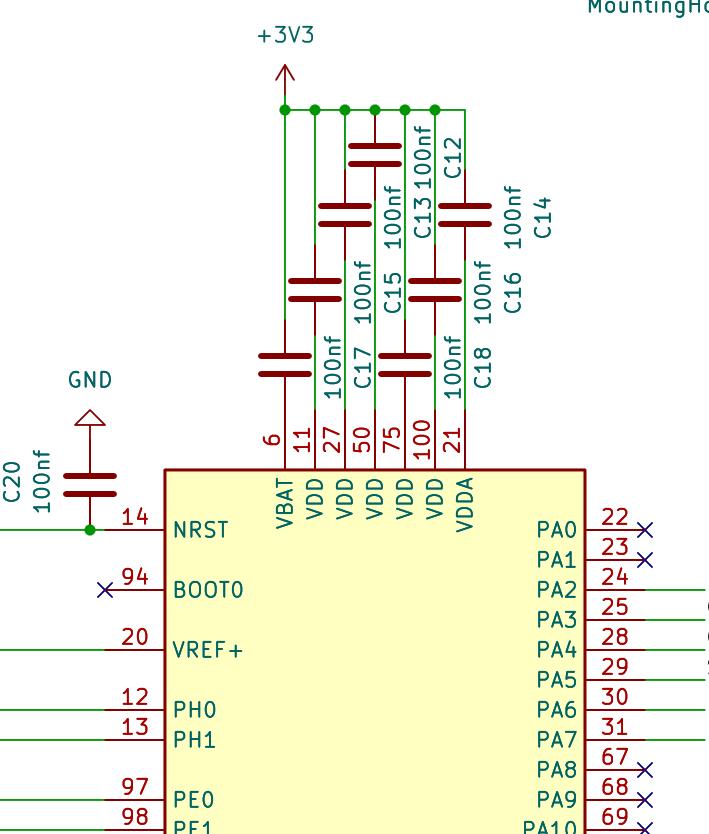 MountingHo
+3V3
100nf
C12
100nf
C13
100nf
C14
100nf
C15
100nf
C16
100nf
C17
100nf
C18
GND
C20
100nf
6
11
27
50
75
100
21
VBAT
VDD
VDD
VDD
VDD
VDD
VDDA
14 NRST
94 BOOT0
20 VREF+
12 PH0
13 PH1
97 PE0
98 PE1
PA0 22
PA1 23
PA2 24
PA3 25
PA4 28
PA5 29
PA6 30
PA7 31
PA8 67
PA9 68
PA10 69